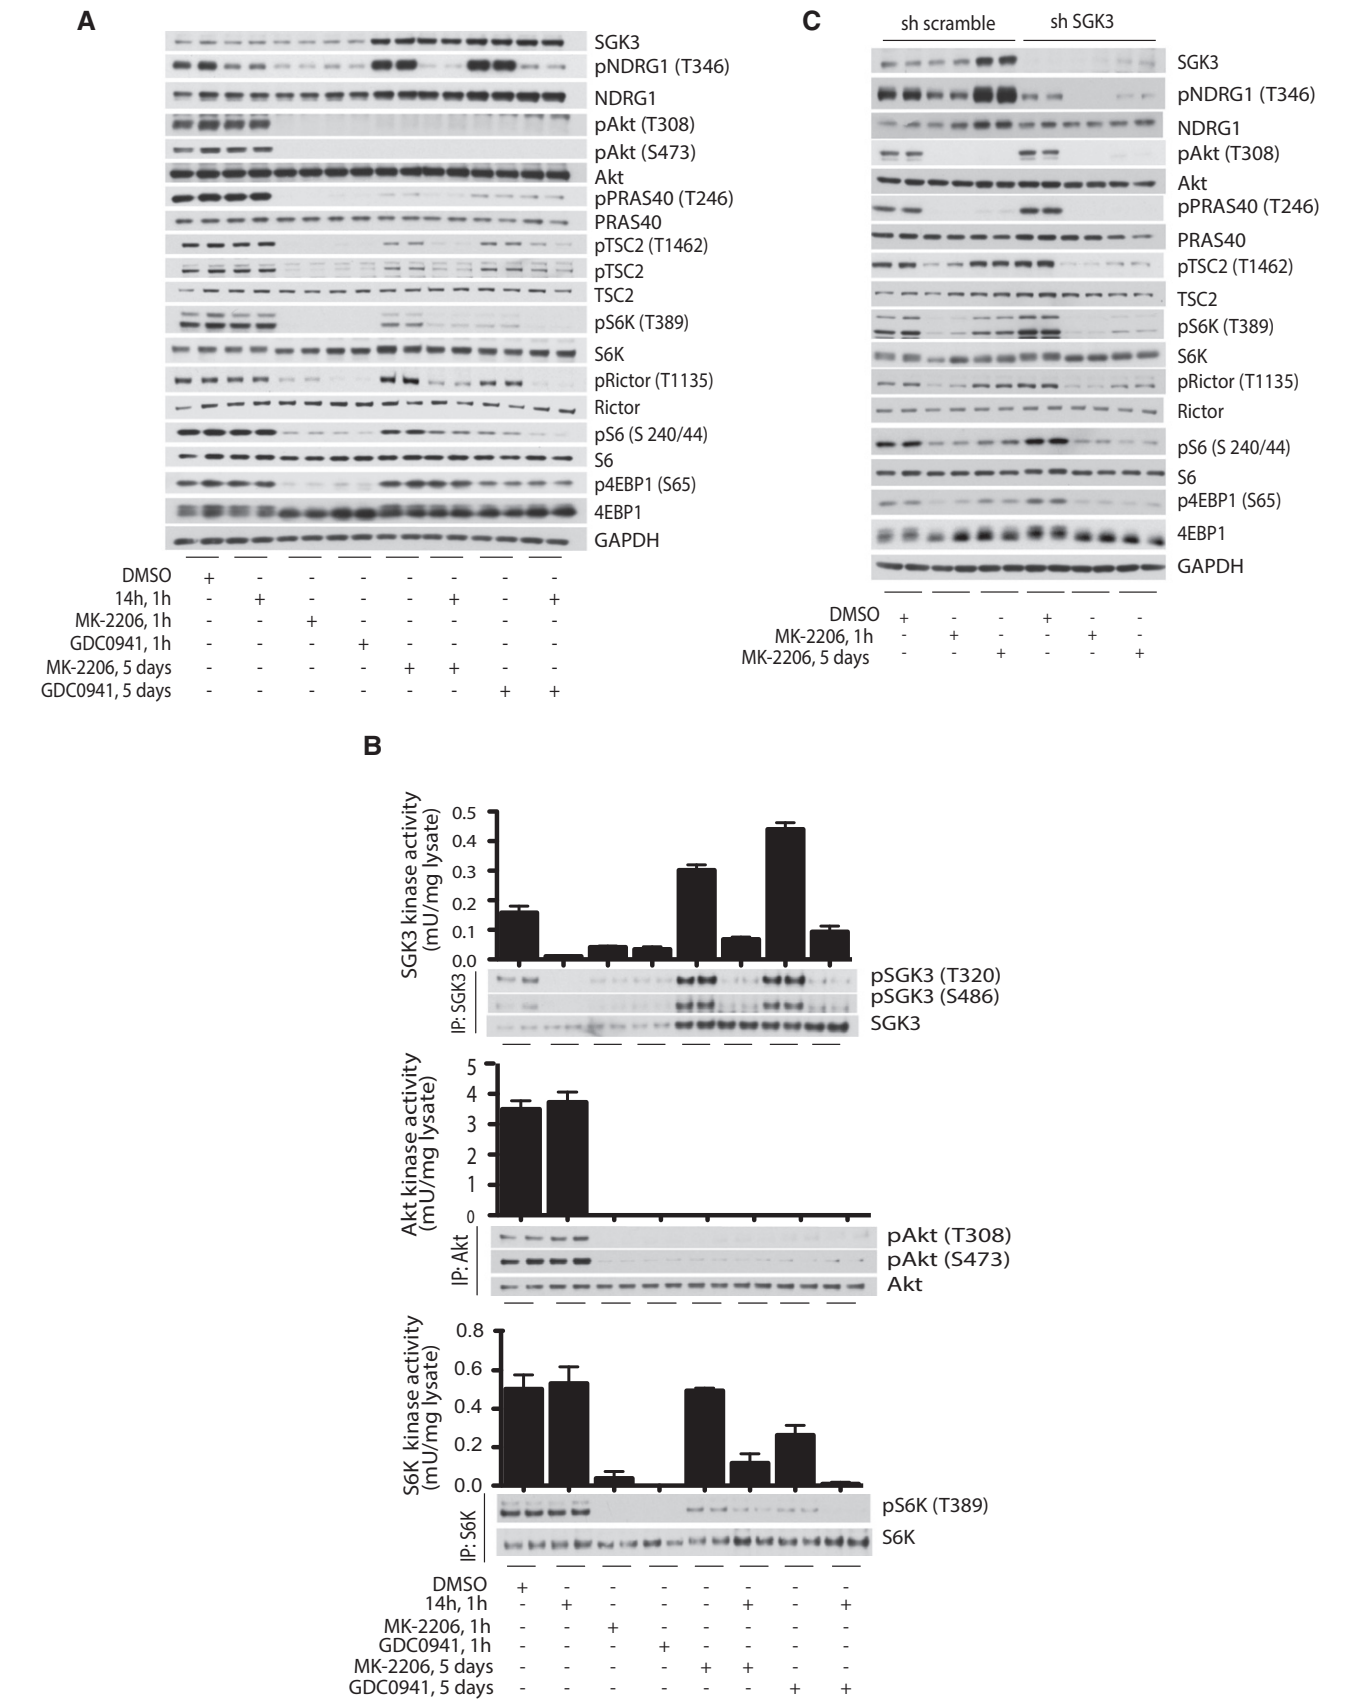 A
SGK3
pNDRG1 (T346)
NDRG1
pAkt (T308)
pAkt (S473)
Akt
pPRAS40 (T246)
PRAS40
pTSC2 (T1462)
pTSC2
TSC2
pS6K (T389)
S6K
pRictor (T1135)
Rictor
pS6 (S 240/44)
S6
p4EBP1 (S65)
4EBP1
GAPDH
DMSO + - - - - - - -
14h, 1h - + - - - + - +
MK-2206, 1h - - + - - - - -
GDC0941, 1h - - - + - - - -
MK-2206, 5 days - - - - + + - -
GDC0941, 5 days - - - - - - + +
C
sh scramble sh SGK3
SGK3
pNDRG1 (T346)
NDRG1
pAkt (T308)
Akt
pPRAS40 (T246)
PRAS40
pTSC2 (T1462)
TSC2
pS6K (T389)
S6K
pRictor (T1135)
Rictor
pS6 (S 240/44)
S6
p4EBP1 (S65)
4EBP1
GAPDH
DMSO + - - + - -
MK-2206, 1h - + - - + -
MK-2206, 5 days - - + - - +
B
SGK3 kinase activity
(mU/mg lysate)
0.5
0.4
0.3
0.2
0.1
0.0
IP: SGK3
pSGK3 (T320)
pSGK3 (S486)
SGK3
Akt kinase activity
(mU/mg lysate)
5
4
3
2
1
0
IP: Akt
pAkt (T308)
pAkt (S473)
Akt
S6K kinase activity
(mU/mg lysate)
0.8
0.6
0.4
0.2
0.0
IP: S6K
pS6K (T389)
S6K
DMSO + - - - - - - -
14h, 1h - + - - - + - +
MK-2206, 1h - - + - - - - -
GDC0941, 1h - - - + - - - -
MK-2206, 5 days - - - - + + - -
GDC0941, 5 days - - - - - - + +